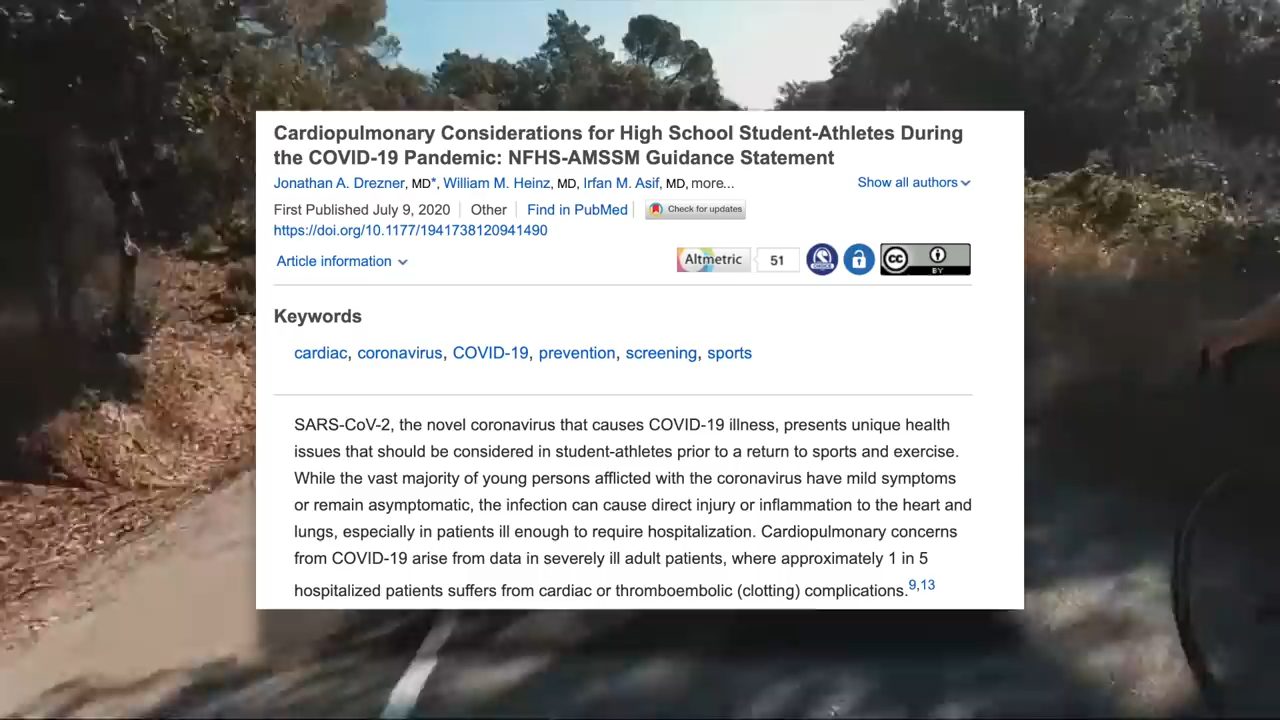 Cardiopulmonary Considerations for High School Student-Athletes During
the COVID-19 Pandemic: NFHS-AMSSM Guidance Statement
Jonathan A. Drezner, MD*, William M. Heinz, MD, Irfan M. Asif, MD, more...
Show all authors
First Published July 9, 2020 Other Find in PubMed Check for updates
https://doi.org/10.1177/1941738120941490
Article information
Altmetric 51
CC BY
Keywords
cardiac, coronavirus, COVID-19, prevention, screening, sports
SARS-CoV-2, the novel coronavirus that causes COVID-19 illness, presents unique health
issues that should be considered in student-athletes prior to a return to sports and exercise.
While the vast majority of young persons afflicted with the coronavirus have mild symptoms
or remain asymptomatic, the infection can cause direct injury or inflammation to the heart and
lungs, especially in patients ill enough to require hospitalization. Cardiopulmonary concerns
from COVID-19 arise from data in severely ill adult patients, where approximately 1 in 5
hospitalized patients suffers from cardiac or thromboembolic (clotting) complications.9,13